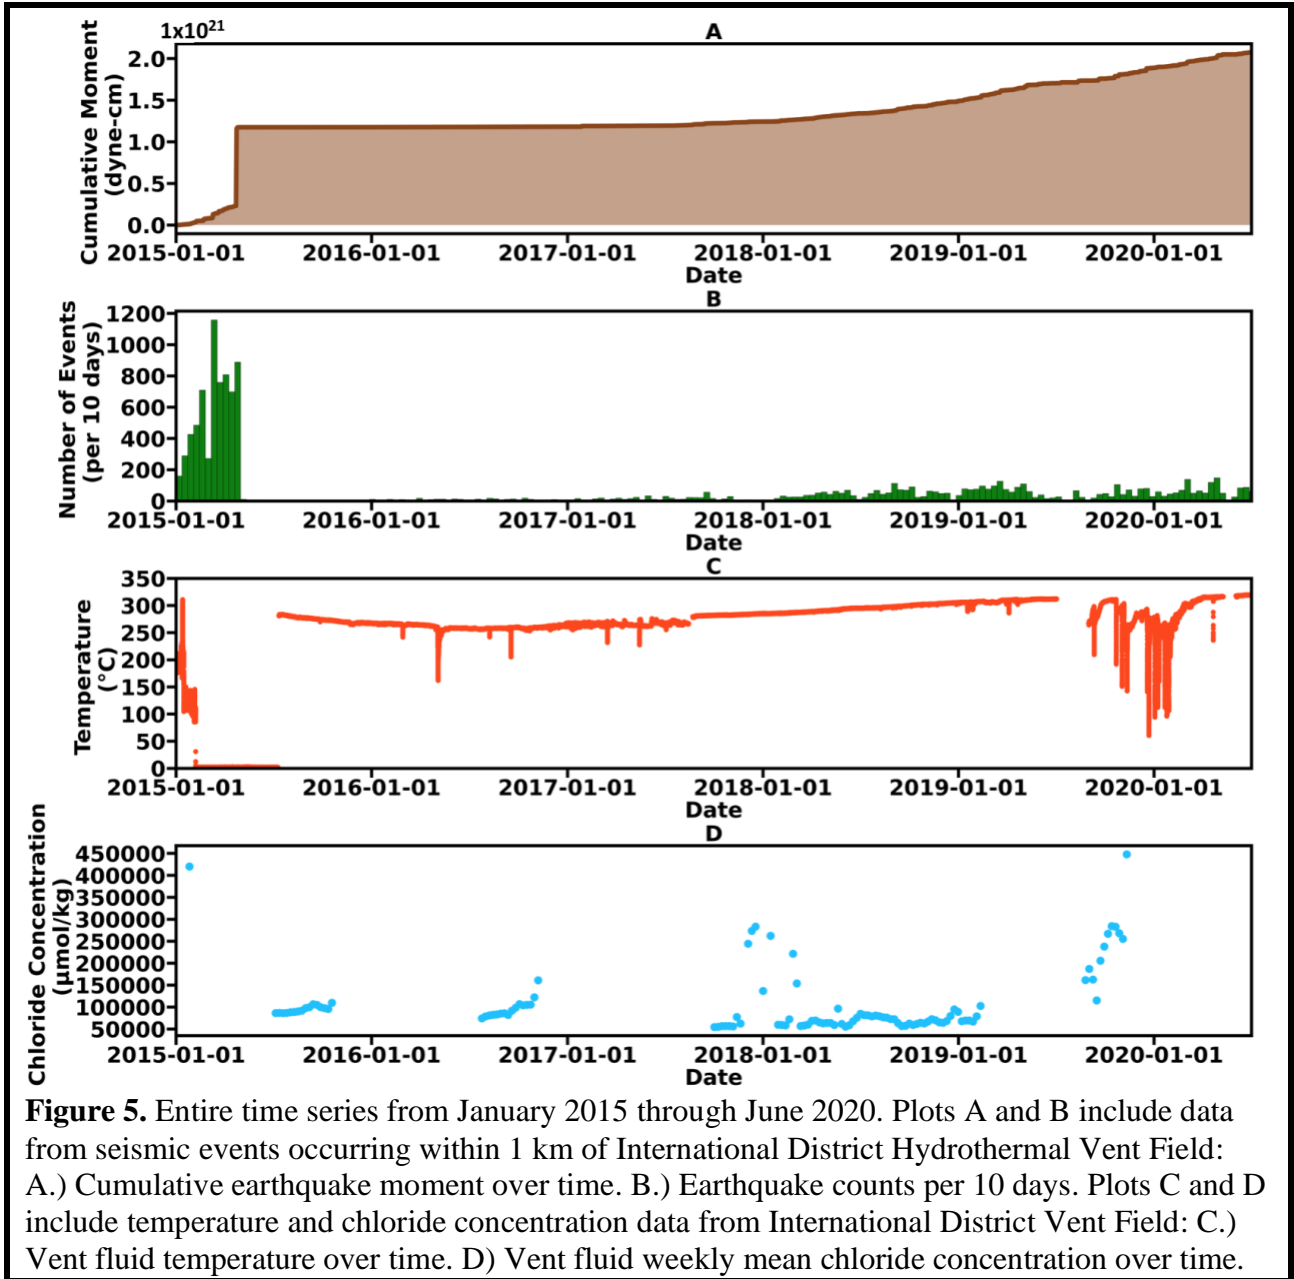 1x10²¹
A
Cumulative Moment
(dyne-cm)
2.0
1.5
1.0
0.5
0.0
2015-01-01 2016-01-01 2017-01-01 2018-01-01 2019-01-01 2020-01-01
Date
B
Number of Events
(per 10 days)
1200
1000
800
600
400
200
0
2015-01-01 2016-01-01 2017-01-01 2018-01-01 2019-01-01 2020-01-01
Date
C
Temperature
(°C)
350
300
250
200
150
100
50
0
2015-01-01 2016-01-01 2017-01-01 2018-01-01 2019-01-01 2020-01-01
Date
D
Chloride Concentration
(µmol/kg)
450000
400000
350000
300000
250000
200000
150000
100000
50000
2015-01-01 2016-01-01 2017-01-01 2018-01-01 2019-01-01 2020-01-01
Date
Figure 5. Entire time series from January 2015 through June 2020. Plots A and B include data
from seismic events occurring within 1 km of International District Hydrothermal Vent Field:
A.) Cumulative earthquake moment over time. B.) Earthquake counts per 10 days. Plots C and D
include temperature and chloride concentration data from International District Vent Field: C.)
Vent fluid temperature over time. D) Vent fluid weekly mean chloride concentration over time.